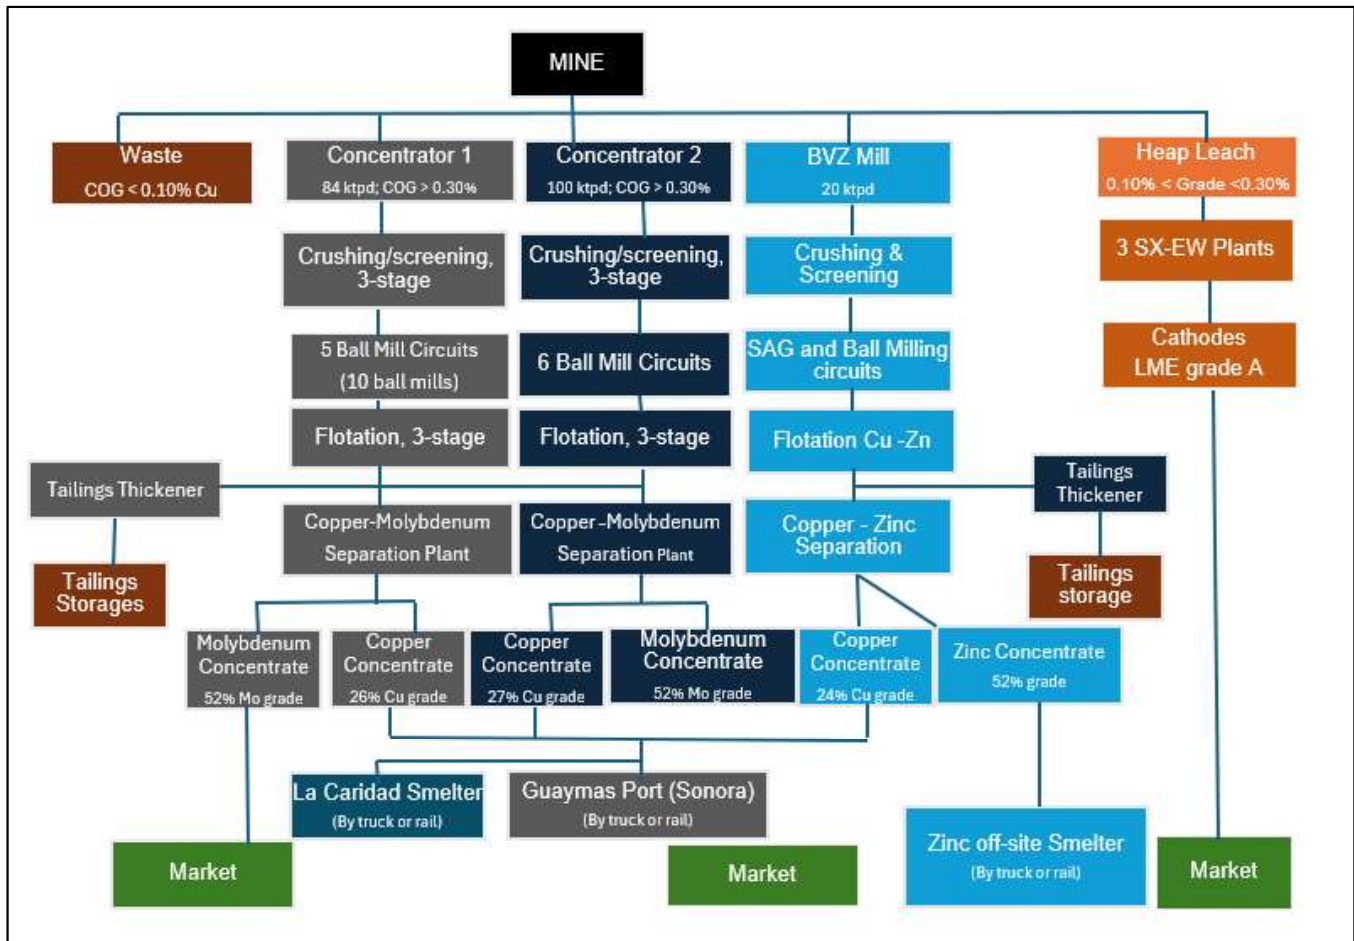 MINE
Waste
COG < 0.10% Cu
Concentrator 1
84 ktpd; COG > 0.30%
Concentrator 2
100 ktpd; COG > 0.30%
BVZ Mill
20 ktpd
Heap Leach
0.10% < Grade <0.30%
Crushing/screening,
3-stage
Crushing/screening,
3-stage
Crushing &
Screening
3 SX-EW Plants
5 Ball Mill Circuits
(10 ball mills)
6 Ball Mill Circuits
SAG and Ball Milling
circuits
Cathodes
LME grade A
Flotation, 3-stage
Flotation, 3-stage
Flotation Cu -Zn
Tailings Thickener
Tailings
Thickener
Copper-Molybdenum
Separation Plant
Copper-Molybdenum
Separation Plant
Copper - Zinc
Separation
Tailings
Storages
Tailings
storage
Molybdenum
Concentrate
52% Mo grade
Copper
Concentrate
26% Cu grade
Copper
Concentrate
27% Cu grade
Molybdenum
Concentrate
52% Mo grade
Copper
Concentrate
24% Cu grade
Zinc Concentrate
52% grade
La Caridad Smelter
(By truck or rail)
Guaymas Port (Sonora)
(By truck or rail)
Zinc off-site Smelter
(By truck or rail)
Market
Market
Market